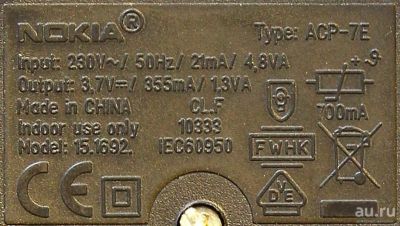 NOKIA® Type: ACP-7E
Input: 230V~/ 50Hz/ 21mA/ 4,8VA
Output: 3.7V⎓/ 355mA/ 1.3VA
Made in CHINA CL.F
Indoor use only 10333
Model: 15.1692. IEC60950
+ϑ
700mA
FWHK
CE
VDE
au.ru